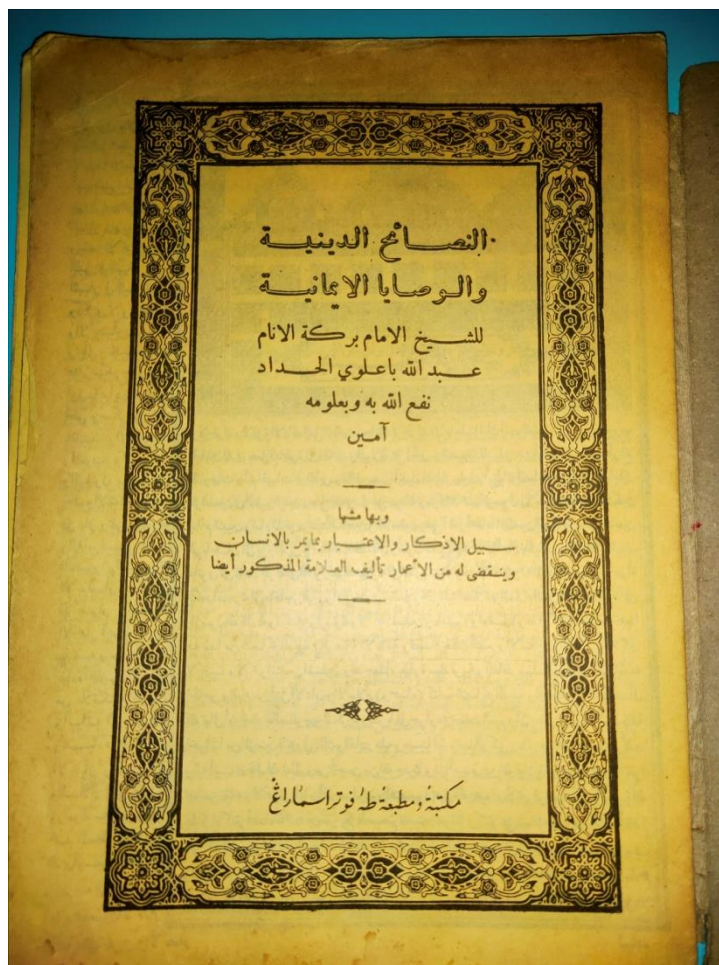 النصائح الدينية
والوصايا الايمانية
للشيخ الامام بركة الانام
عبد الله باعلوي الحداد
نفع الله به وبعلومه
آمين
وبهامشها
سبيل الاذكار والاعتبار بما يمر بالانسان
وينقضى له من الأعمار تأليف العلامة المذكور أيضا
مكتبة ومطبعة طه فوترا سماراڠ